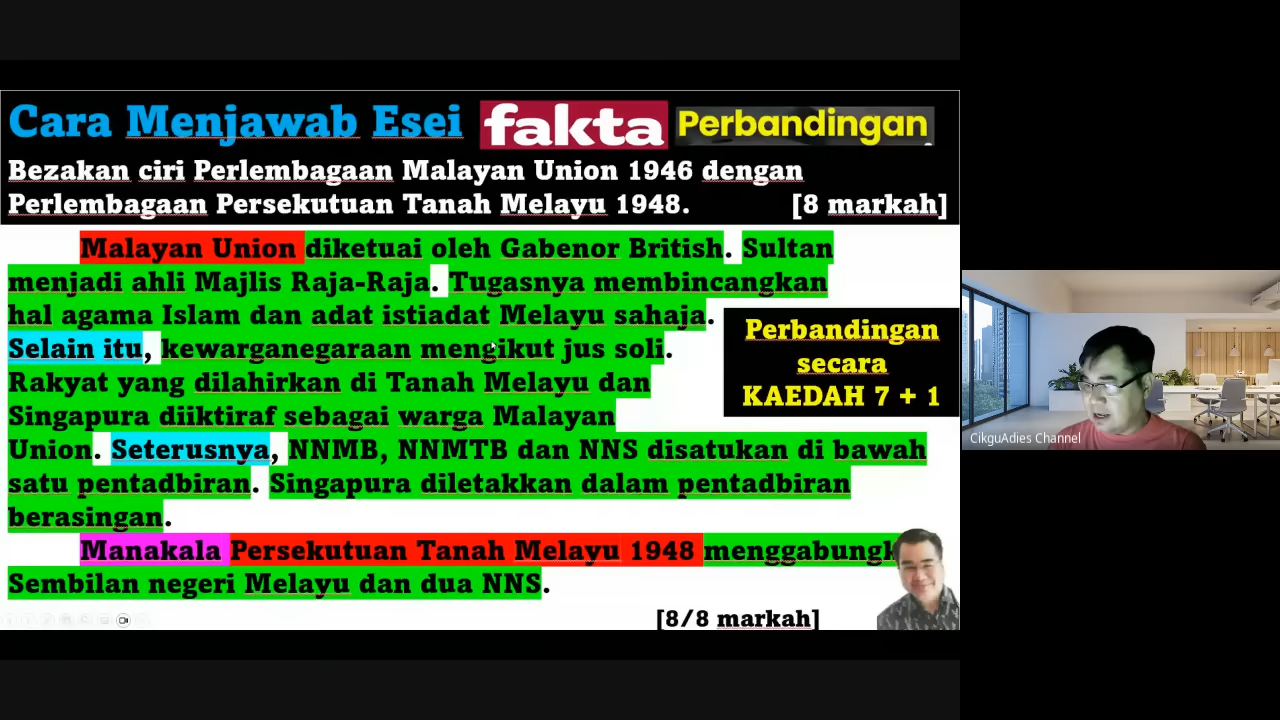 Cara Menjawab Esei fakta Perbandingan
Bezakan ciri Perlembagaan Malayan Union 1946 dengan
Perlembagaan Persekutuan Tanah Melayu 1948. [8 markah]
Malayan Union diketuai oleh Gabenor British. Sultan
menjadi ahli Majlis Raja-Raja. Tugasnya membincangkan
hal agama Islam dan adat istiadat Melayu sahaja.
Selain itu, kewarganegaraan mengikut jus soli.
Rakyat yang dilahirkan di Tanah Melayu dan
Singapura diiktiraf sebagai warga Malayan
Union. Seterusnya, NNMB, NNMTB dan NNS disatukan di bawah
satu pentadbiran. Singapura diletakkan dalam pentadbiran
berasingan.
Manakala Persekutuan Tanah Melayu 1948 menggabungk
Sembilan negeri Melayu dan dua NNS.
[8/8 markah]
Perbandingan
secara
KAEDAH 7 + 1
CikguAdies Channel